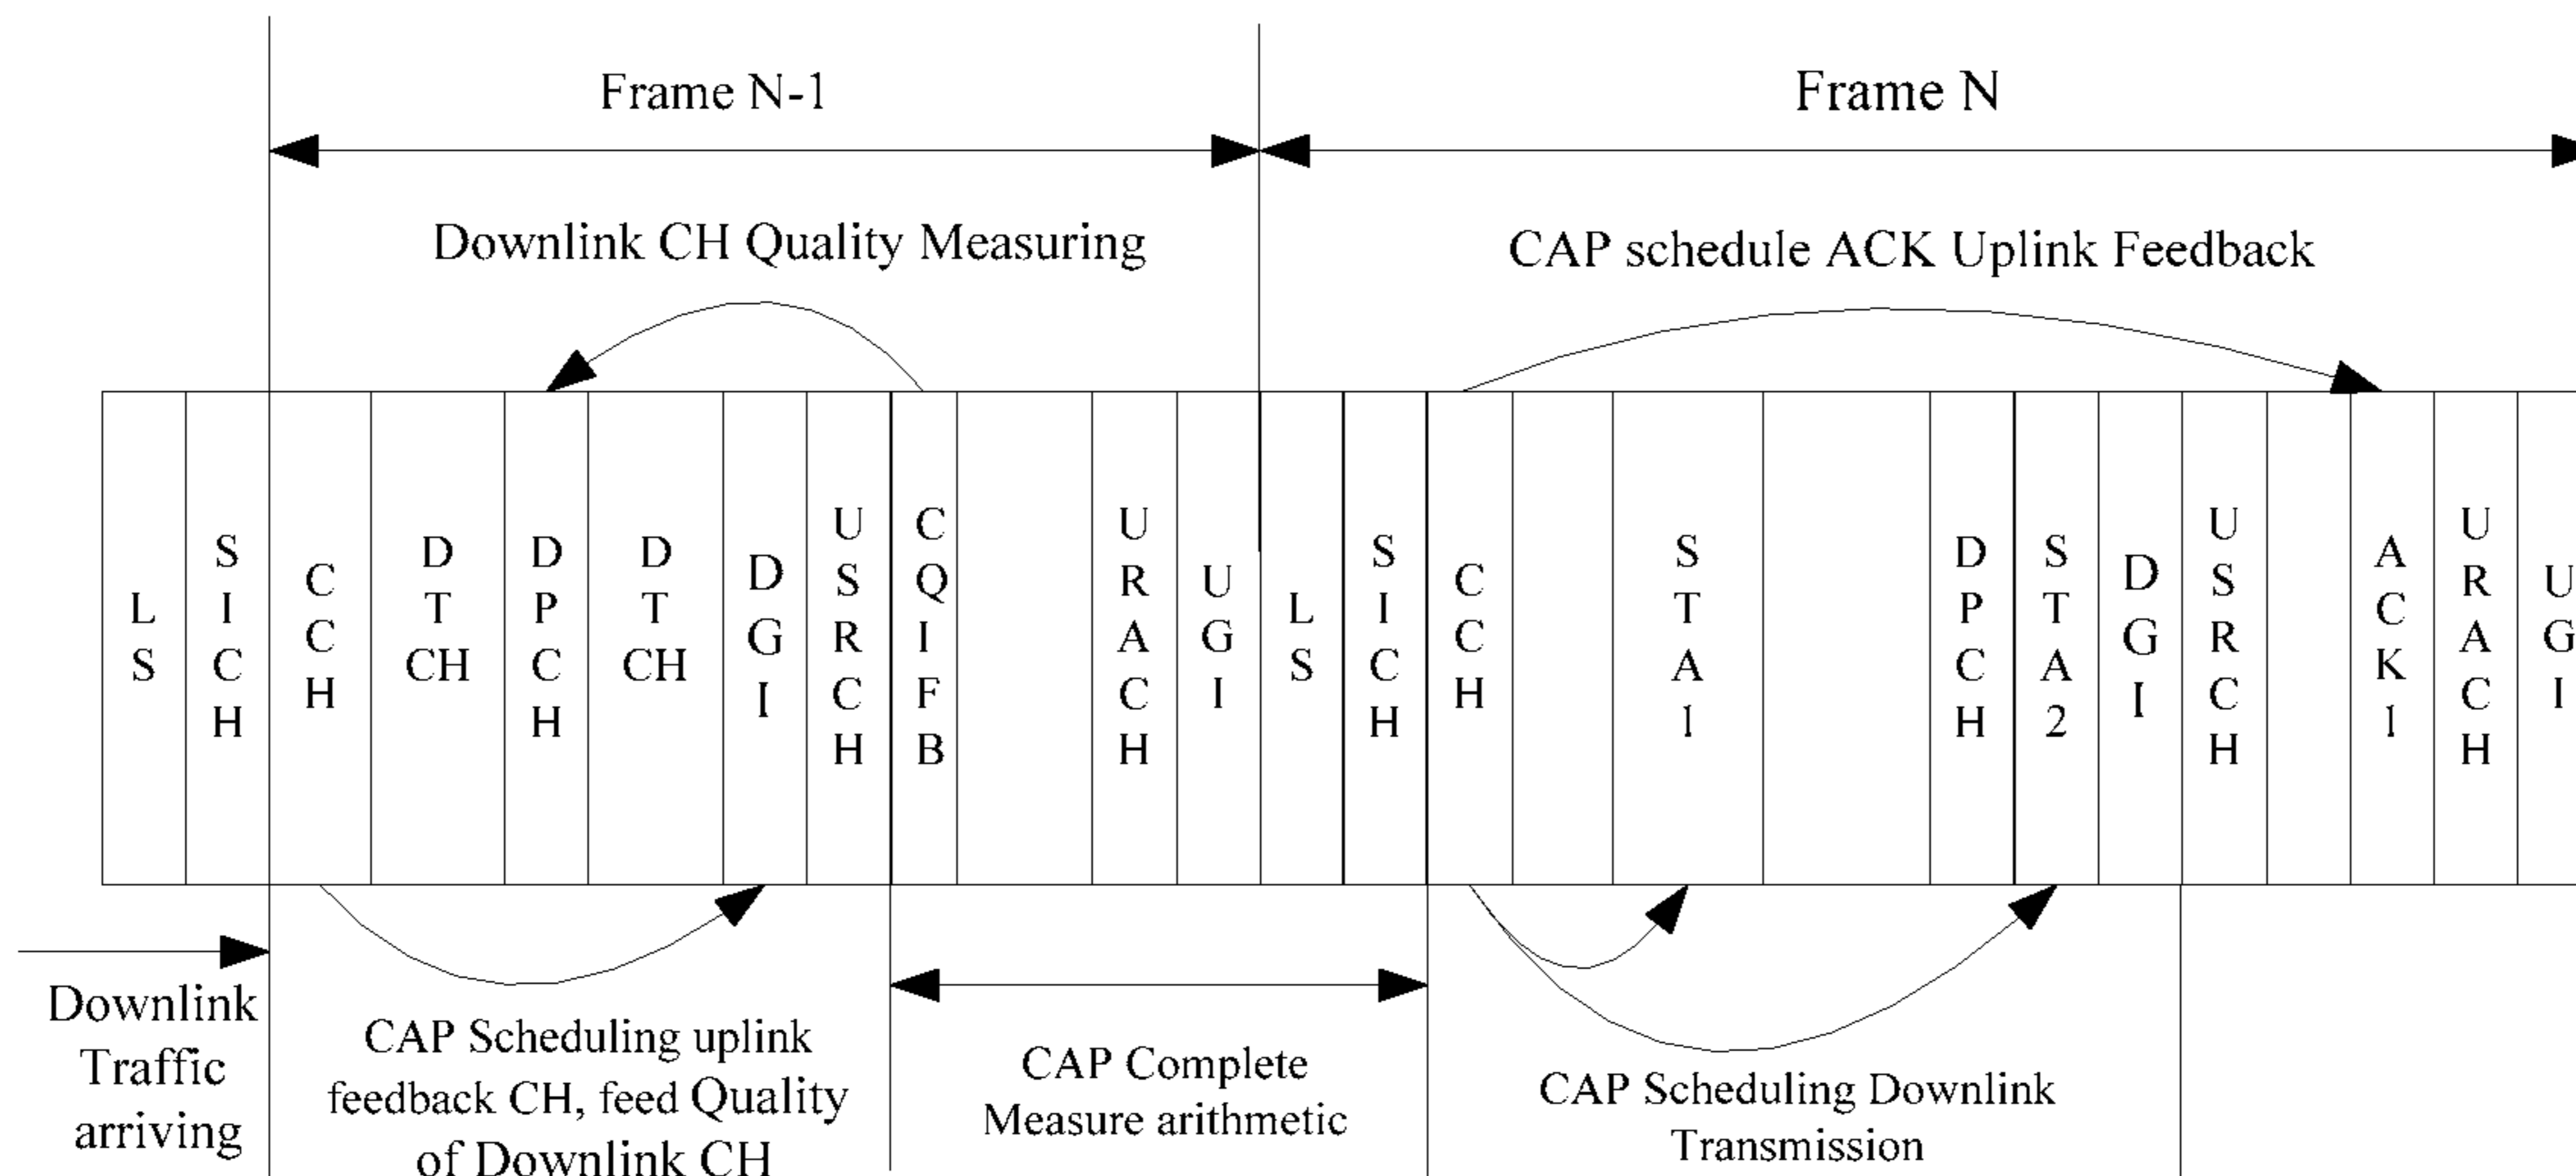 Frame N-1
Frame N
Downlink CH Quality Measuring
CAP schedule ACK Uplink Feedback
LS
SICH
CCH
DTCH
DPCH
DTCH
DGI
USRCH
CQIFB
URACH
UGI
LS
SICH
CCH
STA1
DPCH
STA2
DGI
USRCH
ACK1
URACH
UGI
Downlink
Traffic
arriving
CAP Scheduling uplink
feedback CH, feed Quality
of Downlink CH
CAP Complete
Measure arithmetic
CAP Scheduling Downlink
Transmission